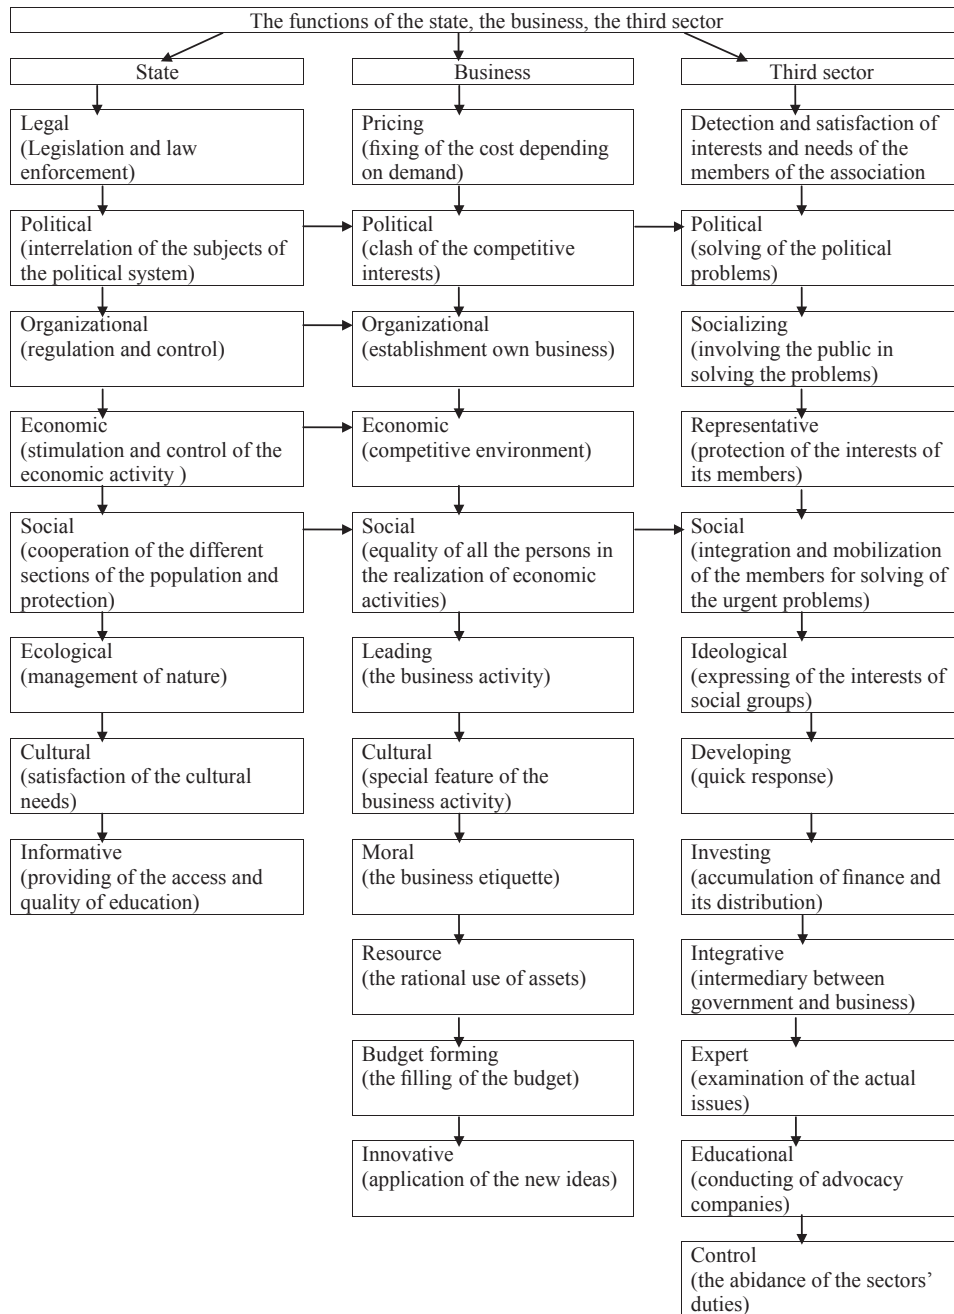 The functions of the state, the business, the third sector
State
Business
Third sector
Legal
(Legislation and law
enforcement)
Pricing
(fixing of the cost depending
on demand)
Detection and satisfaction of
interests and needs of the
members of the association
Political
(interrelation of the subjects of
the political system)
Political
(clash of the competitive
interests)
Political
(solving of the political
problems)
Organizational
(regulation and control)
Organizational
(establishment own business)
Socializing
(involving the public in
solving the problems)
Economic
(stimulation and control of the
economic activity )
Economic
(competitive environment)
Representative
(protection of the interests of
its members)
Social
(cooperation of the different
sections of the population and
protection)
Social
(equality of all the persons in
the realization of economic
activities)
Social
(integration and mobilization
of the members for solving of
the urgent problems)
Ecological
(management of nature)
Leading
(the business activity)
Ideological
(expressing of the interests of
social groups)
Cultural
(satisfaction of the cultural
needs)
Cultural
(special feature of the
business activity)
Developing
(quick response)
Informative
(providing of the access and
quality of education)
Moral
(the business etiquette)
Investing
(accumulation of finance and
its distribution)
Resource
(the rational use of assets)
Integrative
(intermediary between
government and business)
Budget forming
(the filling of the budget)
Expert
(examination of the actual
issues)
Innovative
(application of the new ideas)
Educational
(conducting of advocacy
companies)
Control
(the abidance of the sectors'
duties)